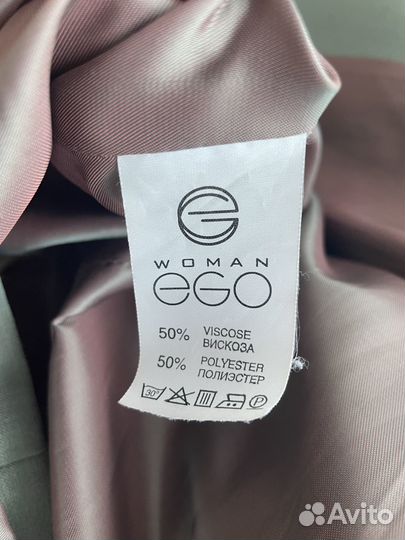 WOMAN
eGO
50% VISCOSE
ВИСКОЗА
50% POLYESTER
ПОЛИЭСТЕР
30°
P
Avito